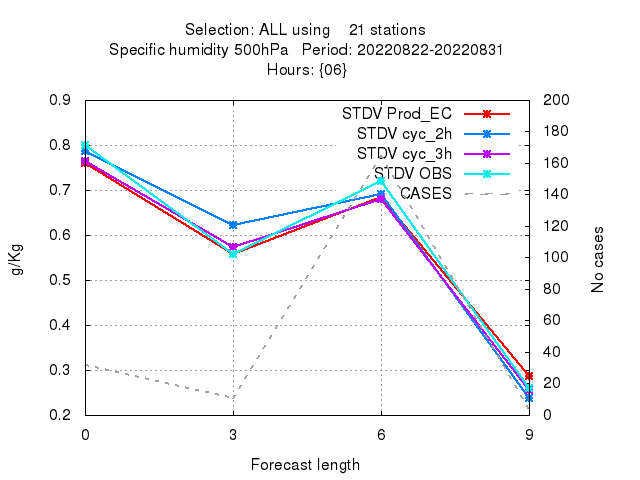 Selection: ALL using    21 stations
Specific humidity 500hPa   Period: 20220822-20220831
Hours: {06}
0.9
0.8
0.7
0.6
0.5
0.4
0.3
0.2
g/Kg
STDV Prod_EC
STDV cyc_2h
STDV cyc_3h
STDV OBS
CASES
200
180
160
140
120
100
80
60
40
20
0
No cases
0 3 6 9
Forecast length